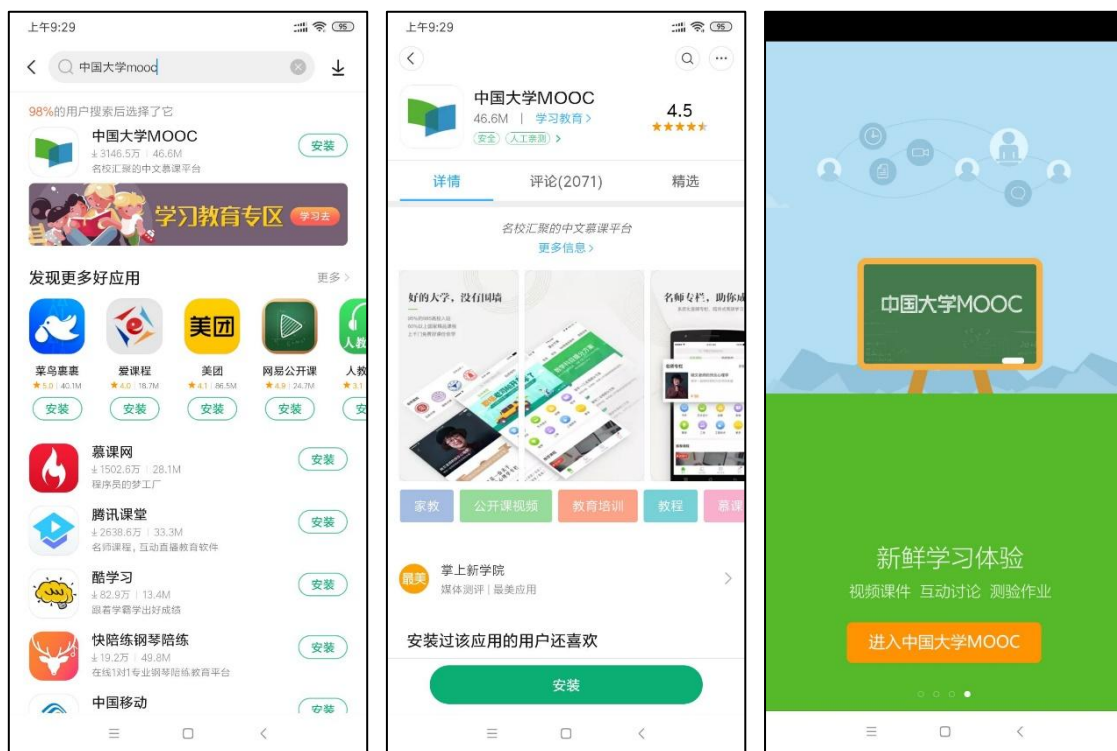 上午9:29
95
中国大学mooc
98%的用户搜索后选择了它
中国大学MOOC
3146.5万 | 46.6M
名校汇聚的中文慕课平台
安装
学习教育专区
学习去
发现更多好应用
更多
美团
人教
菜鸟裹裹
爱课程
美团
网易公开课
人教
★5.0 | 40.1M
★4.0 | 18.7M
★4.1 | 86.5M
★4.9 | 24.7M
★3.1
安装
安装
安装
安装
慕课网
1502.6万 | 28.1M
程序员的梦工厂
安装
腾讯课堂
2638.6万 | 33.3M
名师课程，互动直播教育软件
安装
酷学习
82.9万 | 13.4M
跟着学霸学出好成绩
安装
快陪练钢琴陪练
19.2万 | 49.8M
在线1对1专业钢琴陪练教育平台
安装
中国移动
安装
上午9:29
95
中国大学MOOC
46.6M | 学习教育
安全 人工亲测
4.5
详情
评论(2071)
精选
名校汇聚的中文慕课平台
更多信息
好的大学，没有围墙
名师专栏，助你成
家教
公开课视频
教育培训
教程
慕课
最美
掌上新学院
媒体测评 | 最美应用
安装过该应用的用户还喜欢
安装
中国大学MOOC
新鲜学习体验
视频课件 互动讨论 测验作业
进入中国大学MOOC